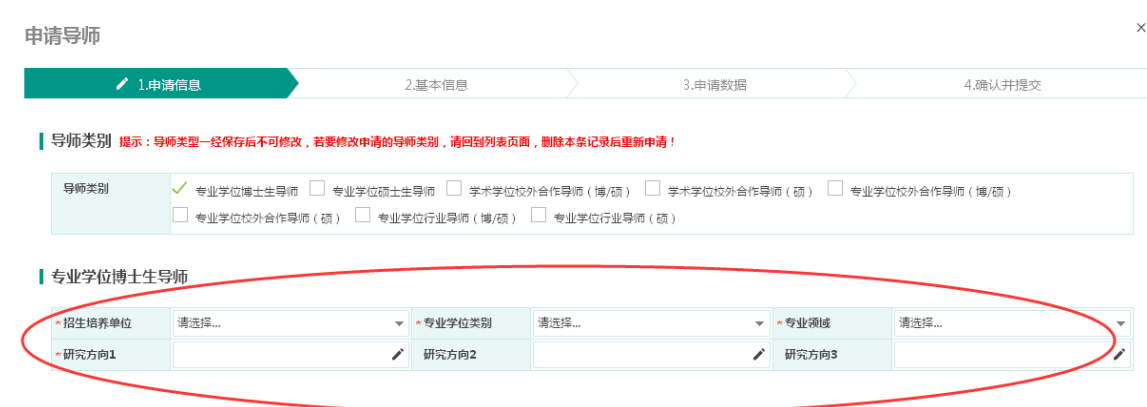 申请导师
×
1.申请信息 2.基本信息 3.申请数据 4.确认并提交
导师类别 提示：导师类型一经保存后不可修改，若要修改申请的导师类别，请回到列表页面，删除本条记录后重新申请！
导师类别 专业学位博士生导师 专业学位硕士生导师 学术学位校外合作导师（博/硕） 学术学位校外合作导师（硕） 专业学位校外合作导师（博/硕）
专业学位校外合作导师（硕） 专业学位行业导师（博/硕） 专业学位行业导师（硕）
专业学位博士生导师
*招生培养单位 请选择... *专业学位类别 请选择... *专业领域 请选择...
*研究方向1 研究方向2 研究方向3